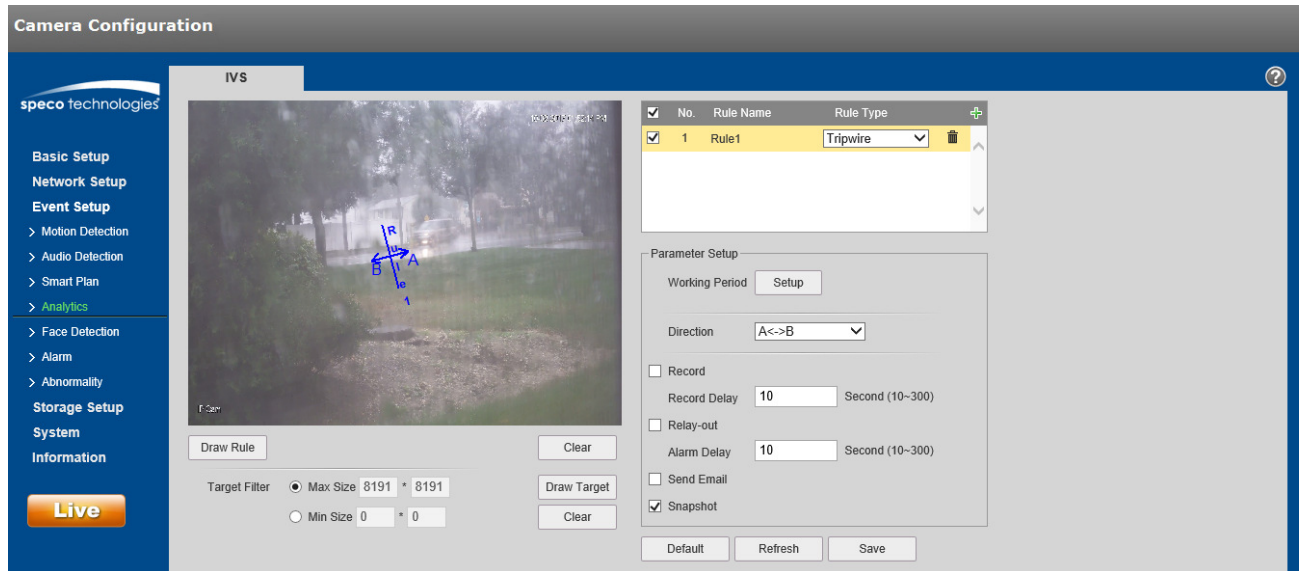 Camera Configuration
IVS
speco technologies
Basic Setup
Network Setup
Event Setup
> Motion Detection
> Audio Detection
> Smart Plan
> Analytics
> Face Detection
> Alarm
> Abnormality
Storage Setup
System
Information
Live
R
u
l
e
1
B
A
Draw Rule
Clear
Target Filter Max Size 8191 * 8191 Draw Target
Min Size 0 * 0 Clear
No. Rule Name Rule Type
1 Rule1 Tripwire
Parameter Setup
Working Period Setup
Direction A<->B
Record
Record Delay 10 Second (10~300)
Relay-out
Alarm Delay 10 Second (10~300)
Send Email
Snapshot
Default Refresh Save